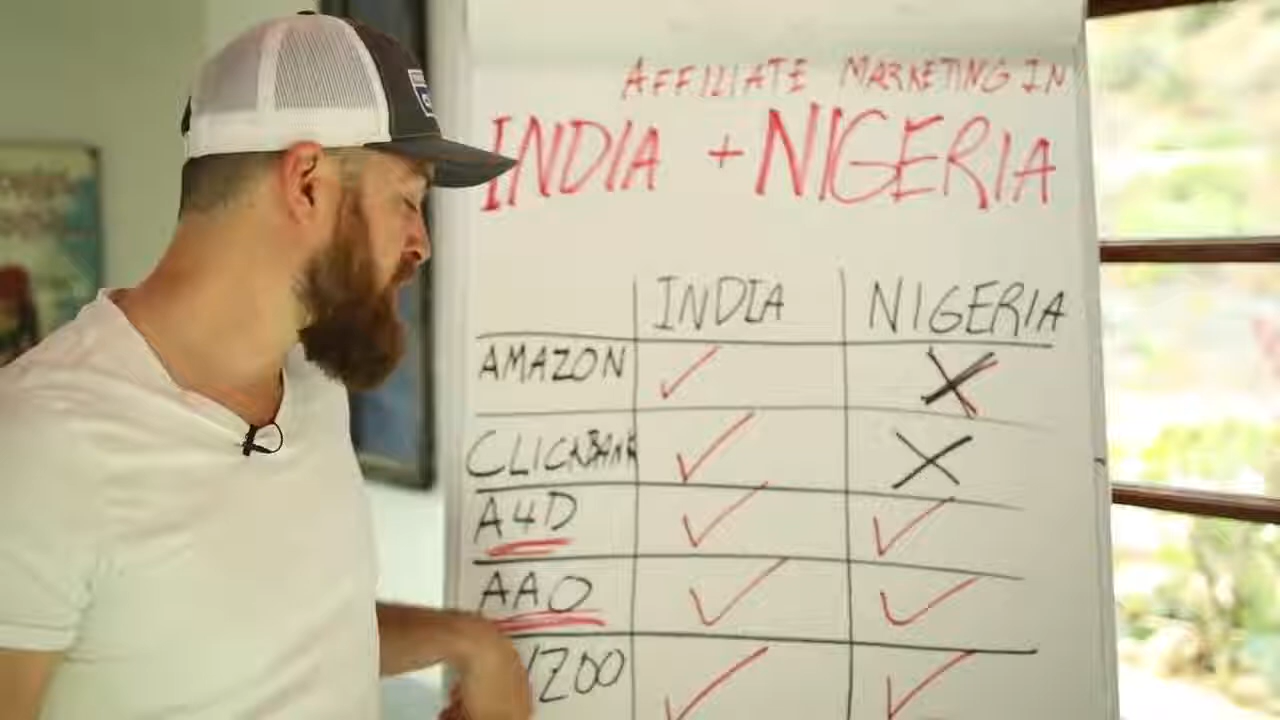 AFFILIATE MARKETING IN
INDIA + NIGERIA
INDIA NIGERIA
AMAZON ✓ X
CLICKBANK ✓ X
A4D ✓ ✓
AAO ✓ ✓
✓ ✓